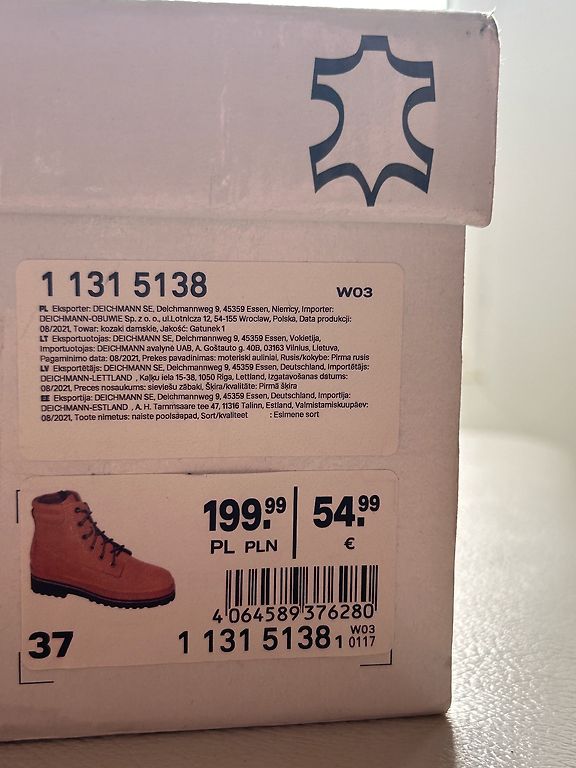 1 131 5138
W03
PL Eksporter: DEICHMANN SE, Deichmannweg 9, 45359 Essen, Niemcy, Importer:
DEICHMANN-OBUWIE Sp. z o. o., ul.Lotnicza 12, 54-155 Wroclaw, Polska, Data produkcji:
08/2021, Towar: kozaki damskie, Jakość: Gatunek 1
LT Eksportuotojas: DEICHMANN SE, Deichmannweg 9, 45359 Essen, Vokietija,
Importuotojas: DEICHMANN avalynė UAB, A. Goštauto g. 40B, 03163 Vilnius, Lietuva,
Pagaminimo data: 08/2021, Prekes pavadinimas: moteriski auliniai, Rusis/kokybe: Pirma rusis
LV Eksportētājs: DEICHMANN SE, Deichmannweg 9, 45359 Essen, Deutschland, Importētājs:
DEICHMANN-LETTLAND , Kaļķu iela 15-38, 1050 Riga, Lettland, Izgatavošanas datums:
08/2021, Preces nosaukums: sieviešu zābaki, Šķira/kvalitāte: Pirmā šķira
EE Eksportija: DEICHMANN SE, Deichmannweg 9, 45359 Essen, Deutschland, Importija:
DEICHMANN-ESTLAND , A. H. Tammsaare tee 47, 11316 Talinn, Estland, Valmistamiskuupäev:
08/2021, Toote nimetus: naiste poolsaapad, Sort/kvaliteet : Esimene sort
199.99 54.99
PL PLN €
4 064589 376280
37 1 131 5138 1 W03
0117